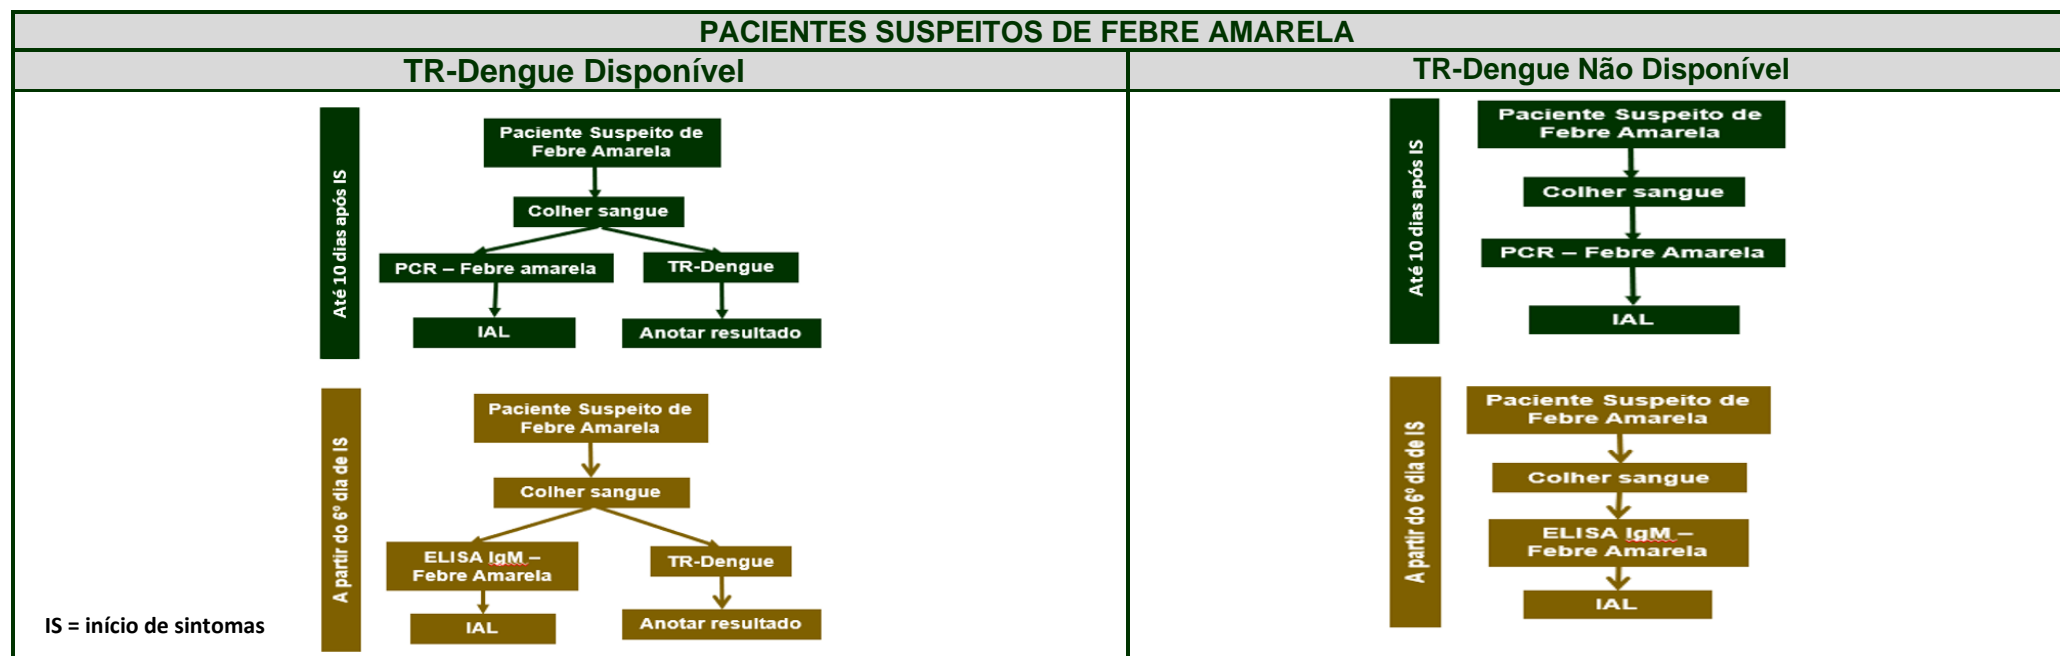 PACIENTES SUSPEITOS DE FEBRE AMARELA
TR-Dengue Disponível
TR-Dengue Não Disponível
Até 10 dias após IS
Paciente Suspeito de
Febre Amarela
Colher sangue
PCR – Febre amarela
TR-Dengue
IAL
Anotar resultado
A partir do 6º dia de IS
Paciente Suspeito de
Febre Amarela
Colher sangue
ELISA IgM –
Febre Amarela
TR-Dengue
IAL
Anotar resultado
IS = início de sintomas
Até 10 dias após IS
Paciente Suspeito de
Febre Amarela
Colher sangue
PCR – Febre Amarela
IAL
A partir do 6º dia de IS
Paciente Suspeito de
Febre Amarela
Colher sangue
ELISA IgM –
Febre Amarela
IAL